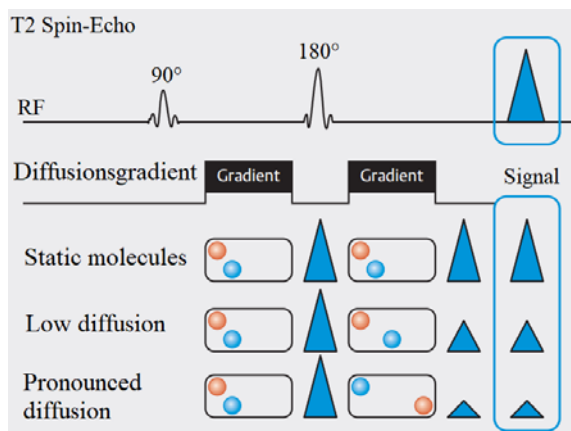 T2 Spin-Echo
180°
90°
RF
Diffusionsgradient
Gradient
Gradient
Signal
Static molecules
Low diffusion
Pronounced
diffusion